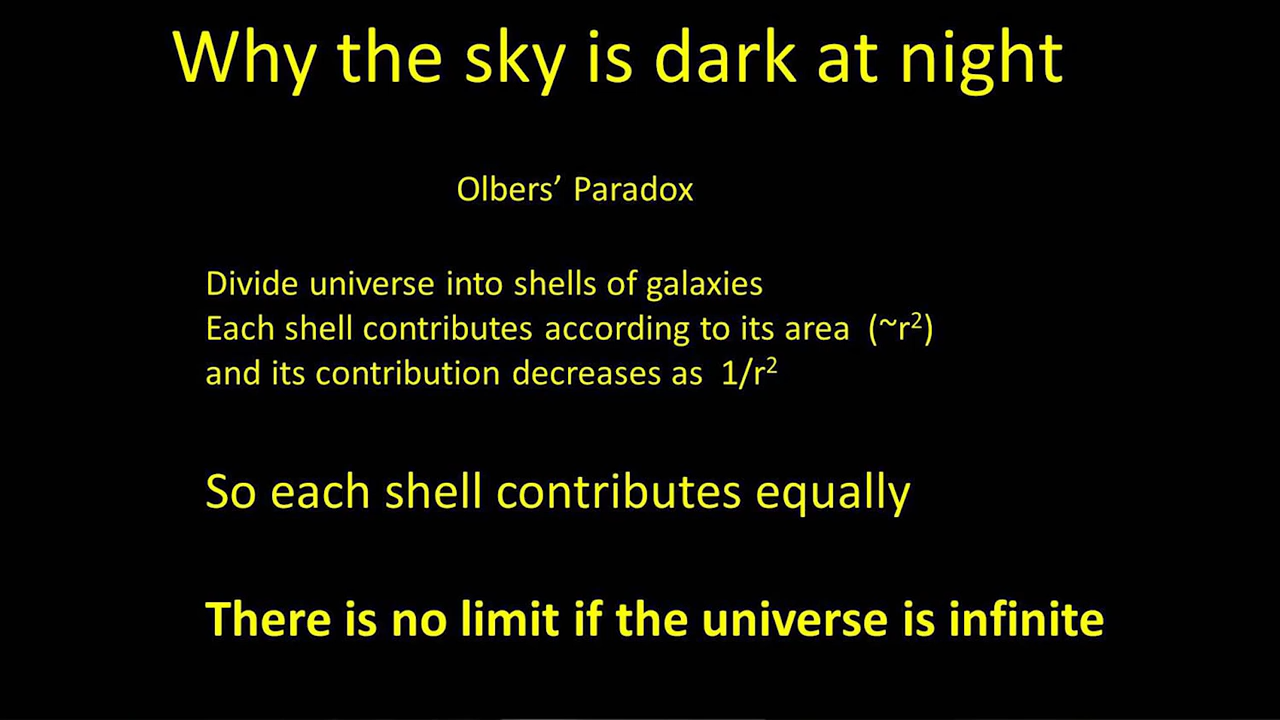 Why the sky is dark at night
Olbers’ Paradox
Divide universe into shells of galaxies
Each shell contributes according to its area (~r²)
and its contribution decreases as 1/r²
So each shell contributes equally
There is no limit if the universe is infinite